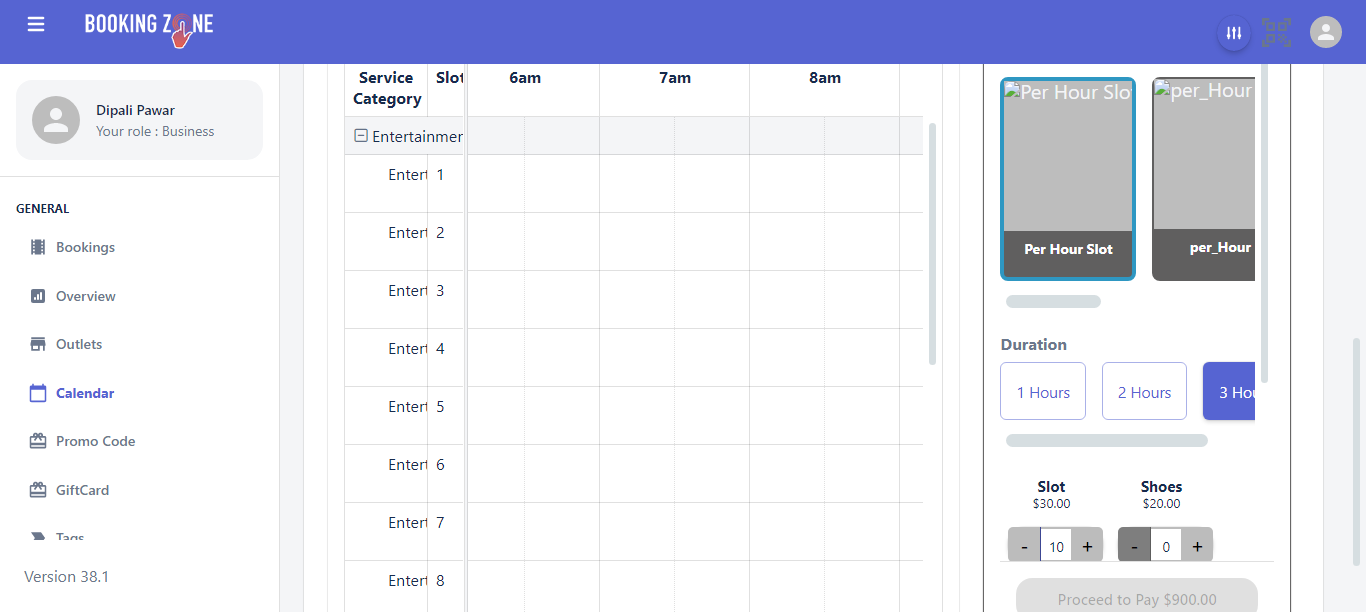 BOOKING ZONE
Dipali Pawar
Your role : Business
GENERAL
Bookings
Overview
Outlets
Calendar
Promo Code
GiftCard
Tags
Version 38.1
Service
Category
Slot
6am
7am
8am
Entertainmer
Entert 1
Entert 2
Entert 3
Entert 4
Entert 5
Entert 6
Entert 7
Entert 8
Per Hour Slo
Per Hour Slot
per_Hour
per_Hour
Duration
1 Hours
2 Hours
3 Hou
Slot
$30.00
- 10 +
Shoes
$20.00
- 0 +
Proceed to Pay $900.00